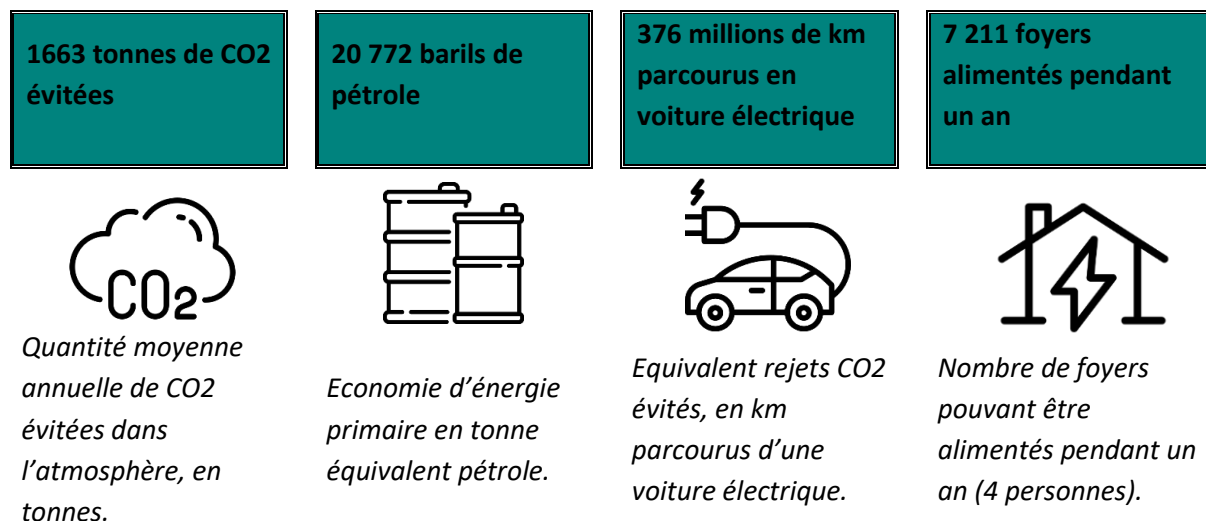 1663 tonnes de CO2
évitées
20 772 barils de
pétrole
376 millions de km
parcourus en
voiture électrique
7 211 foyers
alimentés pendant
un an
CO2
Quantité moyenne
annuelle de CO2
évitées dans
l’atmosphère, en
tonnes.
Economie d’énergie
primaire en tonne
équivalent pétrole.
Equivalent rejets CO2
évités, en km
parcourus d’une
voiture électrique.
Nombre de foyers
pouvant être
alimentés pendant un
an (4 personnes).